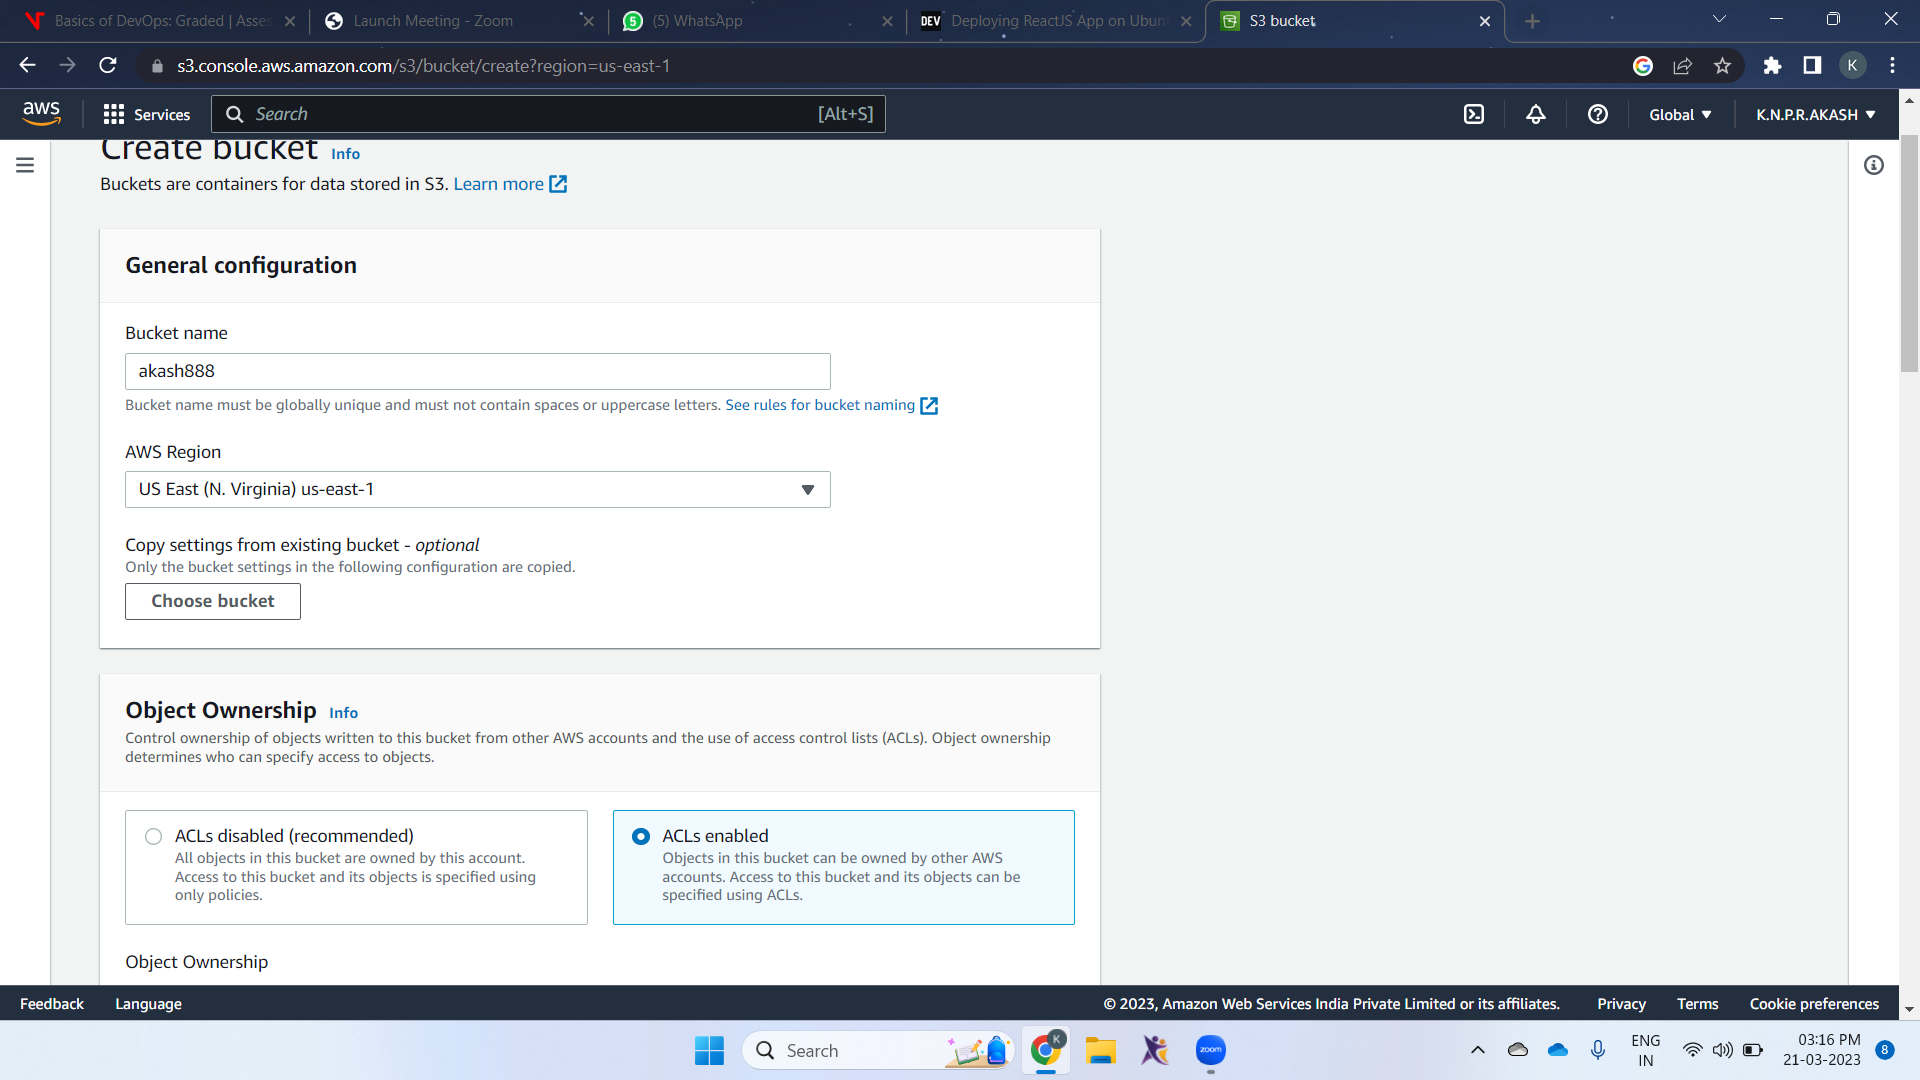 Basics of DevOps: Graded | Asses
Launch Meeting - Zoom
5
(5) WhatsApp
DEV
Deploying ReactJS App on Ubun
S3 bucket
s3.console.aws.amazon.com/s3/bucket/create?region=us-east-1
K
aws
Services
Search
[Alt+S]
Global
K.N.P.R.AKASH
Create bucket Info
Buckets are containers for data stored in S3. Learn more
General configuration
Bucket name
akash888
Bucket name must be globally unique and must not contain spaces or uppercase letters. See rules for bucket naming
AWS Region
US East (N. Virginia) us-east-1
Copy settings from existing bucket - optional
Only the bucket settings in the following configuration are copied.
Choose bucket
Object Ownership Info
Control ownership of objects written to this bucket from other AWS accounts and the use of access control lists (ACLs). Object ownership
determines who can specify access to objects.
ACLs disabled (recommended)
All objects in this bucket are owned by this account.
Access to this bucket and its objects is specified using
only policies.
ACLs enabled
Objects in this bucket can be owned by other AWS
accounts. Access to this bucket and its objects can be
specified using ACLs.
Object Ownership
Feedback
Language
© 2023, Amazon Web Services India Private Limited or its affiliates.
Privacy
Terms
Cookie preferences
Search
K
zoom
ENG
IN
03:16 PM
21-03-2023
8